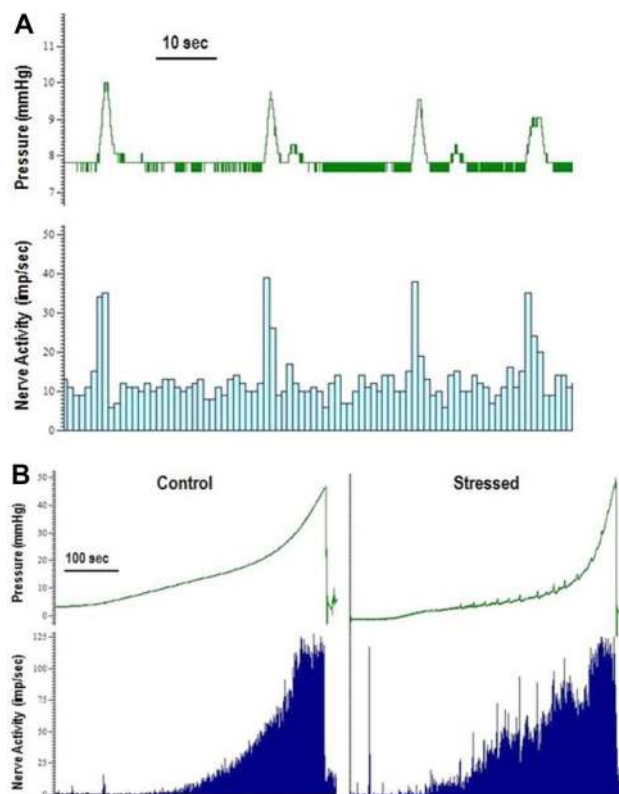 A
10 sec
Pressure (mmHg)
11
10
9
8
7
Nerve Activity (imp/sec)
50
40
30
20
10
0
B
Control
Stressed
100 sec
Pressure (mmHg)
50
40
30
20
10
0
Nerve Activity (imp/sec)
125
100
75
50
25
0